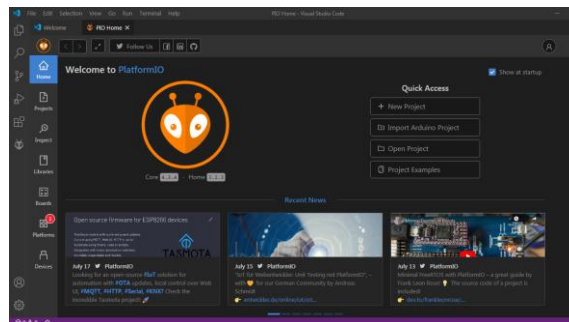 File Edit Selection View Go Run Terminal Help
PIO Home - Visual Studio Code
Welcome
PIO Home
Follow Us
Home
Projects
Inspect
Libraries
Boards
Platforms
Devices
Welcome to PlatformIO
Show at startup
Core
Home
Quick Access
+ New Project
Import Arduino Project
Open Project
Project Examples
Recent News
Open source firmware for ESP8266 devices
TASMOTA
July 17 PlatformIO
Looking for an open source #IoT solution for
automation with #OTA updates, local control over Web
UI, #MQTT, #HTTP, #Serial, #KNX? Check the
incredible Tasmota project!
July 15 PlatformIO
"IoT für Webentwickler: Unit Testing mit PlatformIO", –
with for our German Community by Andreas
Schmidt
July 13 PlatformIO
Minimal FreeRTOS with PlatformIO – a great guide by
The source code of a project is
included!